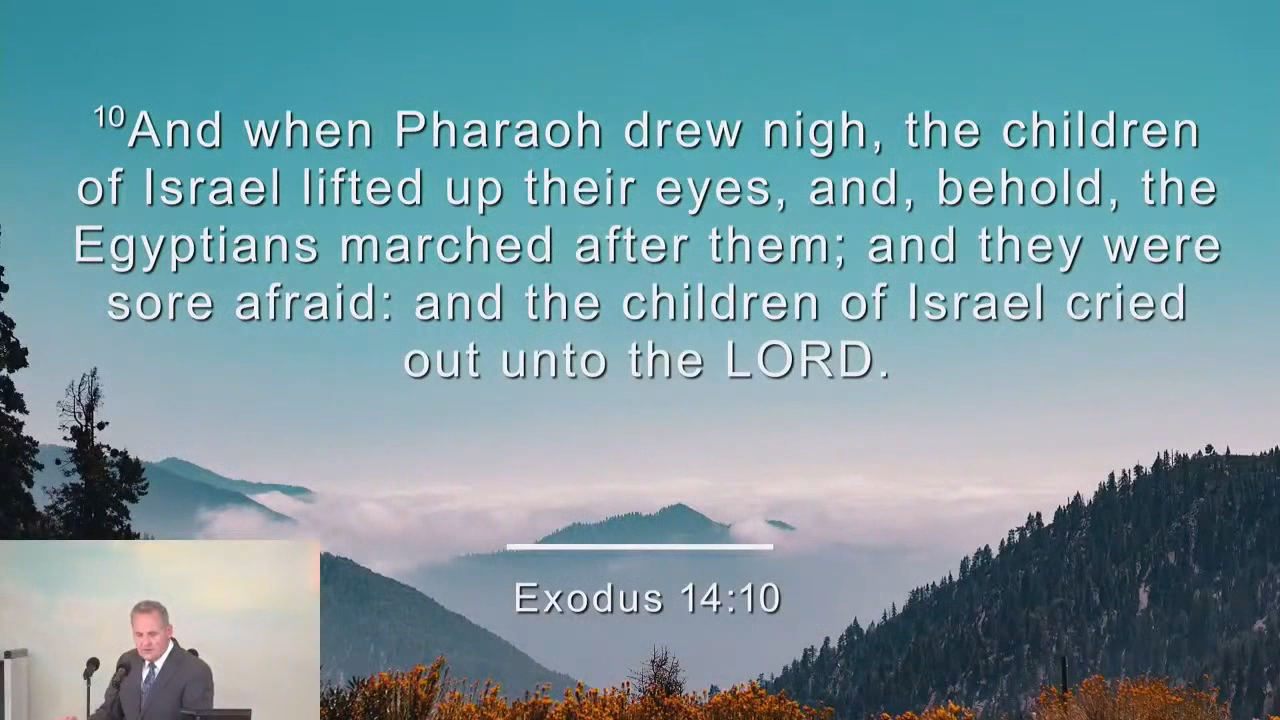 ¹⁰And when Pharaoh drew nigh, the children
of Israel lifted up their eyes, and, behold, the
Egyptians marched after them; and they were
sore afraid: and the children of Israel cried
out unto the LORD.
Exodus 14:10